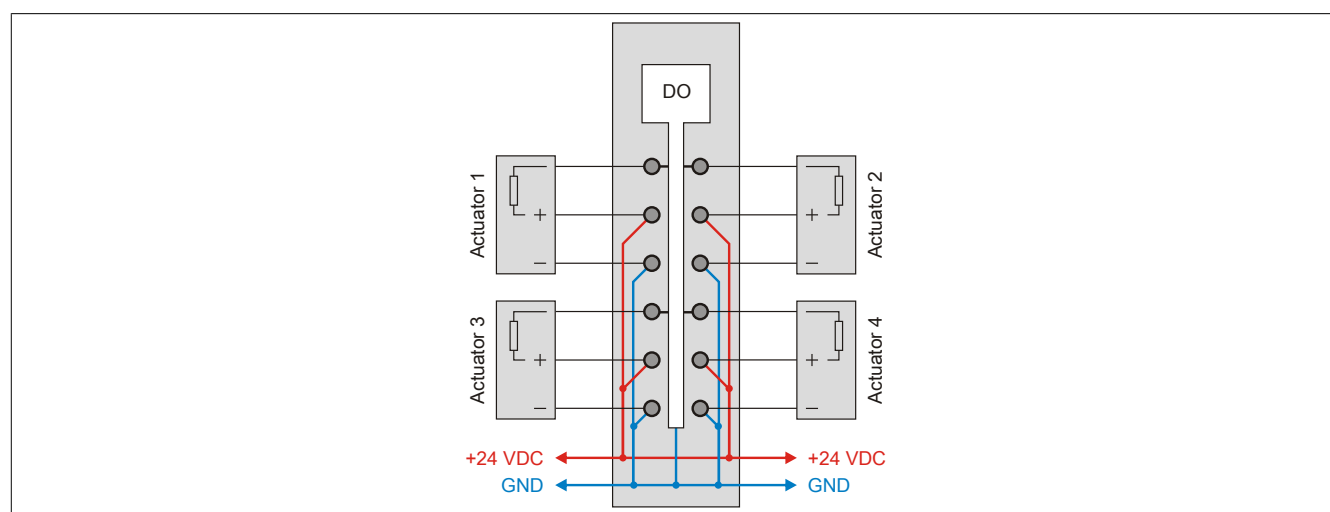 DO
Actuator 1
+
−
Actuator 2
+
−
Actuator 3
+
−
Actuator 4
+
−
+24 VDC
+24 VDC
GND
GND